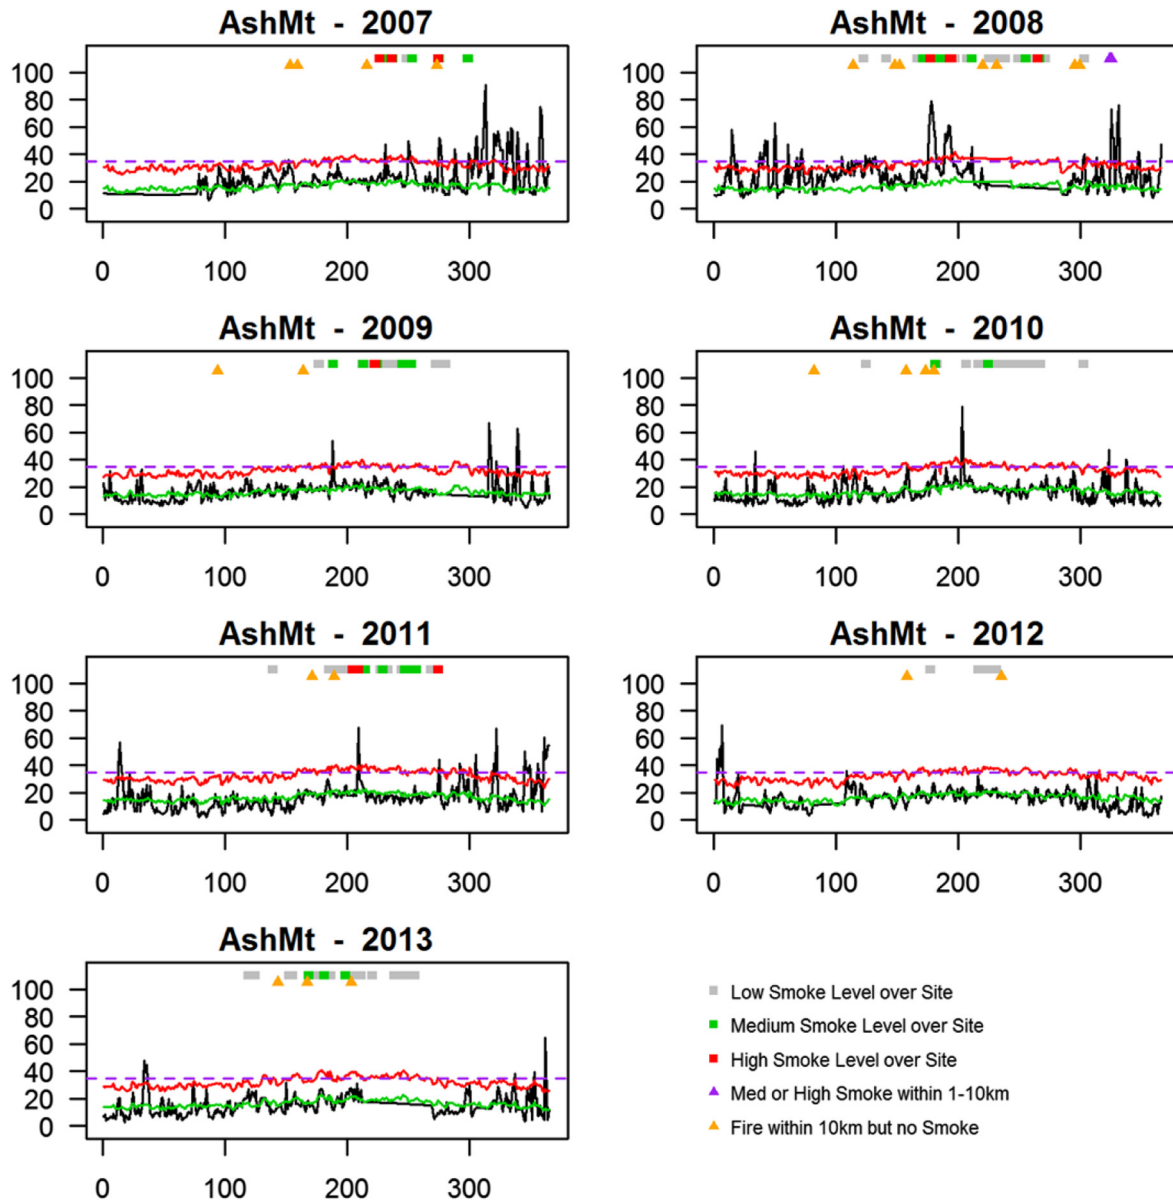 AshMt - 2007
AshMt - 2008
100
80
60
40
20
0
0 100 200 300
100
80
60
40
20
0
0 100 200 300
AshMt - 2009
AshMt - 2010
100
80
60
40
20
0
0 100 200 300
100
80
60
40
20
0
0 100 200 300
AshMt - 2011
AshMt - 2012
100
80
60
40
20
0
0 100 200 300
100
80
60
40
20
0
0 100 200 300
AshMt - 2013
100
80
60
40
20
0
0 100 200 300
Low Smoke Level over Site
Medium Smoke Level over Site
High Smoke Level over Site
Med or High Smoke within 1-10km
Fire within 10km but no Smoke